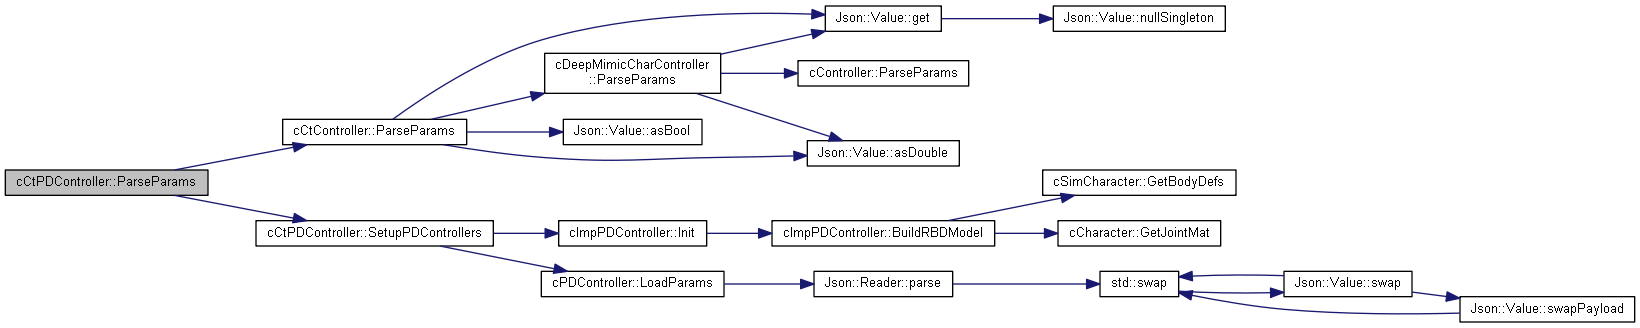 Json::Value::get
Json::Value::nullSingleton
cDeepMimicCharController
::ParseParams
cController::ParseParams
cCtController::ParseParams
Json::Value::asBool
Json::Value::asDouble
cCtPDController::ParseParams
cSimCharacter::GetBodyDefs
cCtPDController::SetupPDControllers
cImpPDController::Init
cImpPDController::BuildRBDModel
cCharacter::GetJointMat
cPDController::LoadParams
Json::Reader::parse
std::swap
Json::Value::swap
Json::Value::swapPayload